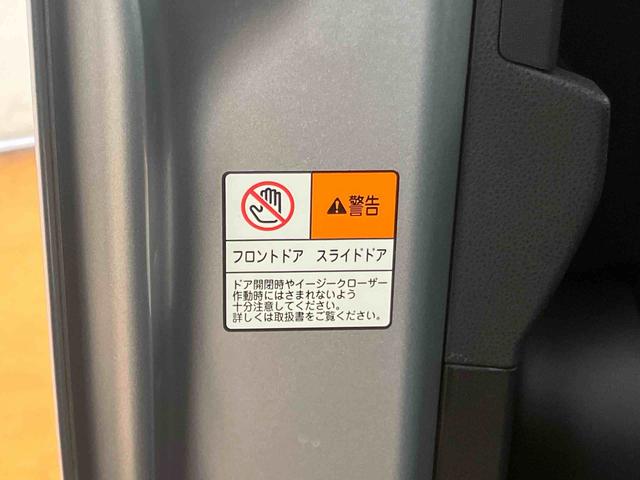 警告
フロントドア スライドドア
ドア開閉時やイージークローザー
作動時にはさまれないよう
十分注意してください。
詳しくは取扱書をご覧ください。